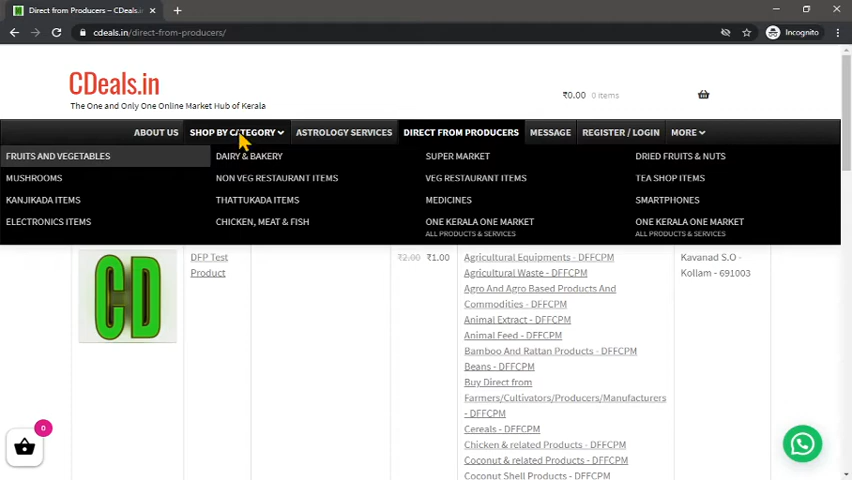 Direct from Producers – CDeals.in
cdeals.in/direct-from-producers/
Incognito
CDeals.in
The One and Only One Online Market Hub of Kerala
₹0.00 0 items
ABOUT US SHOP BY CATEGORY ASTROLOGY SERVICES DIRECT FROM PRODUCERS MESSAGE REGISTER / LOGIN MORE
FRUITS AND VEGETABLES DAIRY & BAKERY SUPER MARKET DRIED FRUITS & NUTS
MUSHROOMS NON VEG RESTAURANT ITEMS VEG RESTAURANT ITEMS TEA SHOP ITEMS
KANJIKADA ITEMS THATTUKADA ITEMS MEDICINES SMARTPHONES
ELECTRONICS ITEMS CHICKEN, MEAT & FISH ONE KERALA ONE MARKET ONE KERALA ONE MARKET
ALL PRODUCTS & SERVICES ALL PRODUCTS & SERVICES
CD
DFP Test
Product
₹2.00 ₹1.00
Agricultural Equipments - DFFCPM
Agricultural Waste - DFFCPM
Agro And Agro Based Products And
Commodities - DFFCPM
Animal Extract - DFFCPM
Animal Feed - DFFCPM
Bamboo And Rattan Products - DFFCPM
Beans - DFFCPM
Buy Direct from
Farmers/Cultivators/Producers/Manufacturers
- DFFCPM
Cereals - DFFCPM
Chicken & related Products - DFFCPM
Coconut & related Products - DFFCPM
Coconut Shell Products - DFFCPM
Kavanad S.O -
Kollam - 691003
0